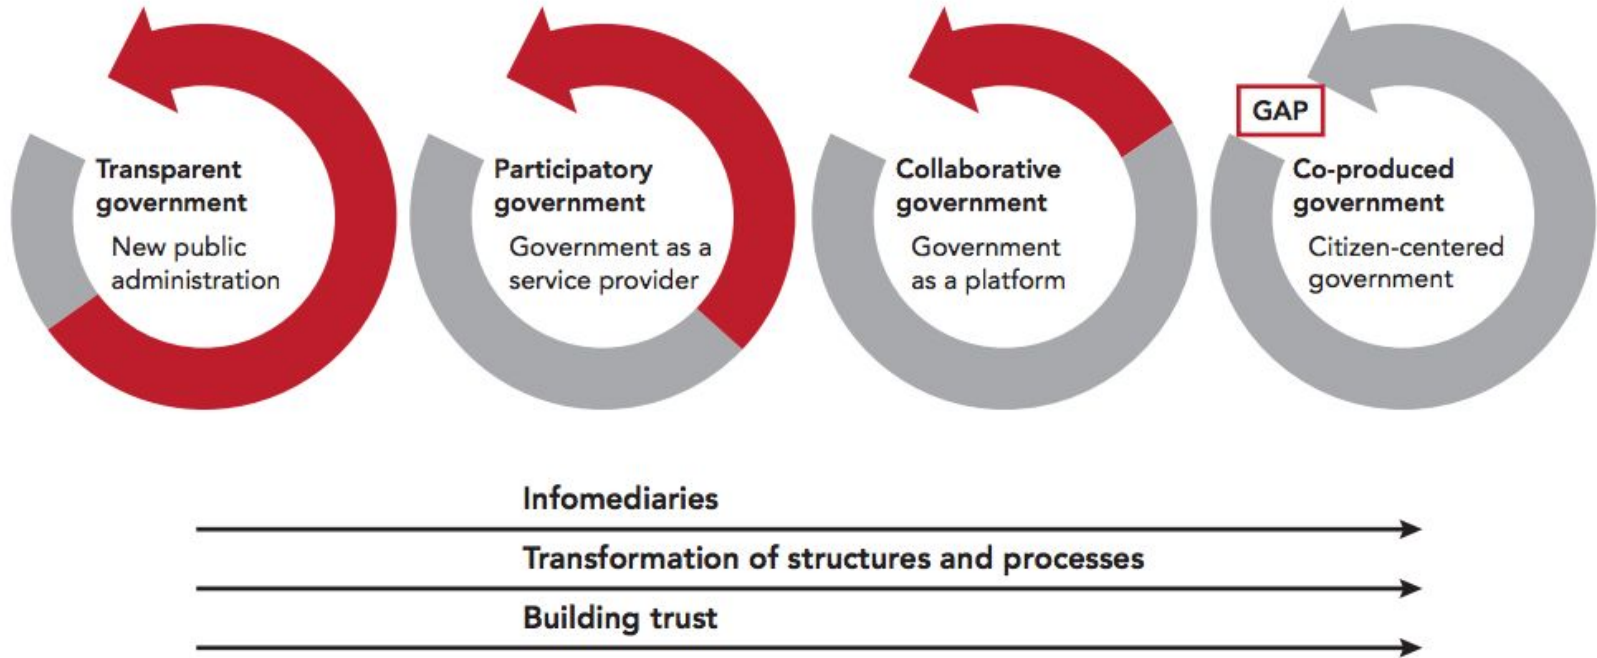 Transparent
government
New public
administration
Participatory
government
Government as a
service provider
Collaborative
government
Government
as a platform
GAP
Co-produced
government
Citizen-centered
government
Infomediaries
Transformation of structures and processes
Building trust